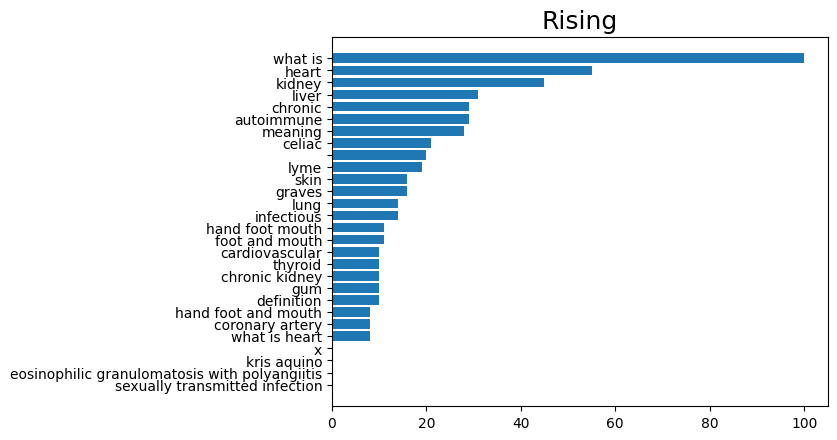 Rising
what is
heart
kidney
liver
chronic
autoimmune
meaning
celiac
lyme
skin
graves
lung
infectious
hand foot mouth
foot and mouth
cardiovascular
thyroid
chronic kidney
gum
definition
hand foot and mouth
coronary artery
what is heart
x
kris aquino
eosinophilic granulomatosis with polyangiitis
sexually transmitted infection
0 20 40 60 80 100